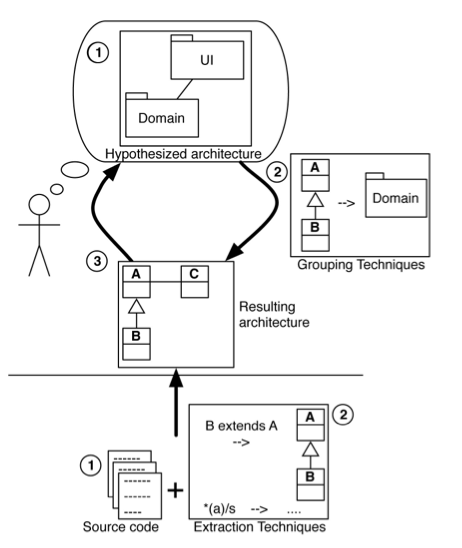 1
UI
Domain
Hypothesized architecture
2
A
-->
Domain
B
Grouping Techniques
3
A
C
B
Resulting
architecture
B extends A
-->
A
2
B
1
+
*(a)/s --> ....
Source code
Extraction Techniques